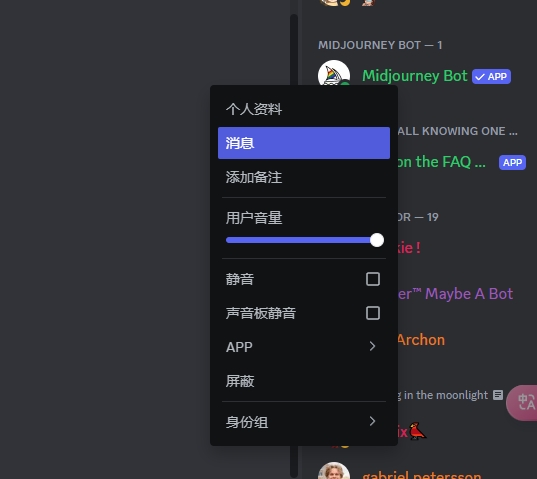 MIDJOURNEY BOT — 1
Midjourney Bot ✓ APP
个人资料
ALL KNOWING ONE ...
消息
on the FAQ ... APP
添加备注
OR — 19
用户音量
kie !
静音
er™ Maybe A Bot
声音板静音
Archon
APP
屏蔽
g in the moonlight
中A
身份组
ix
gabriel petersson